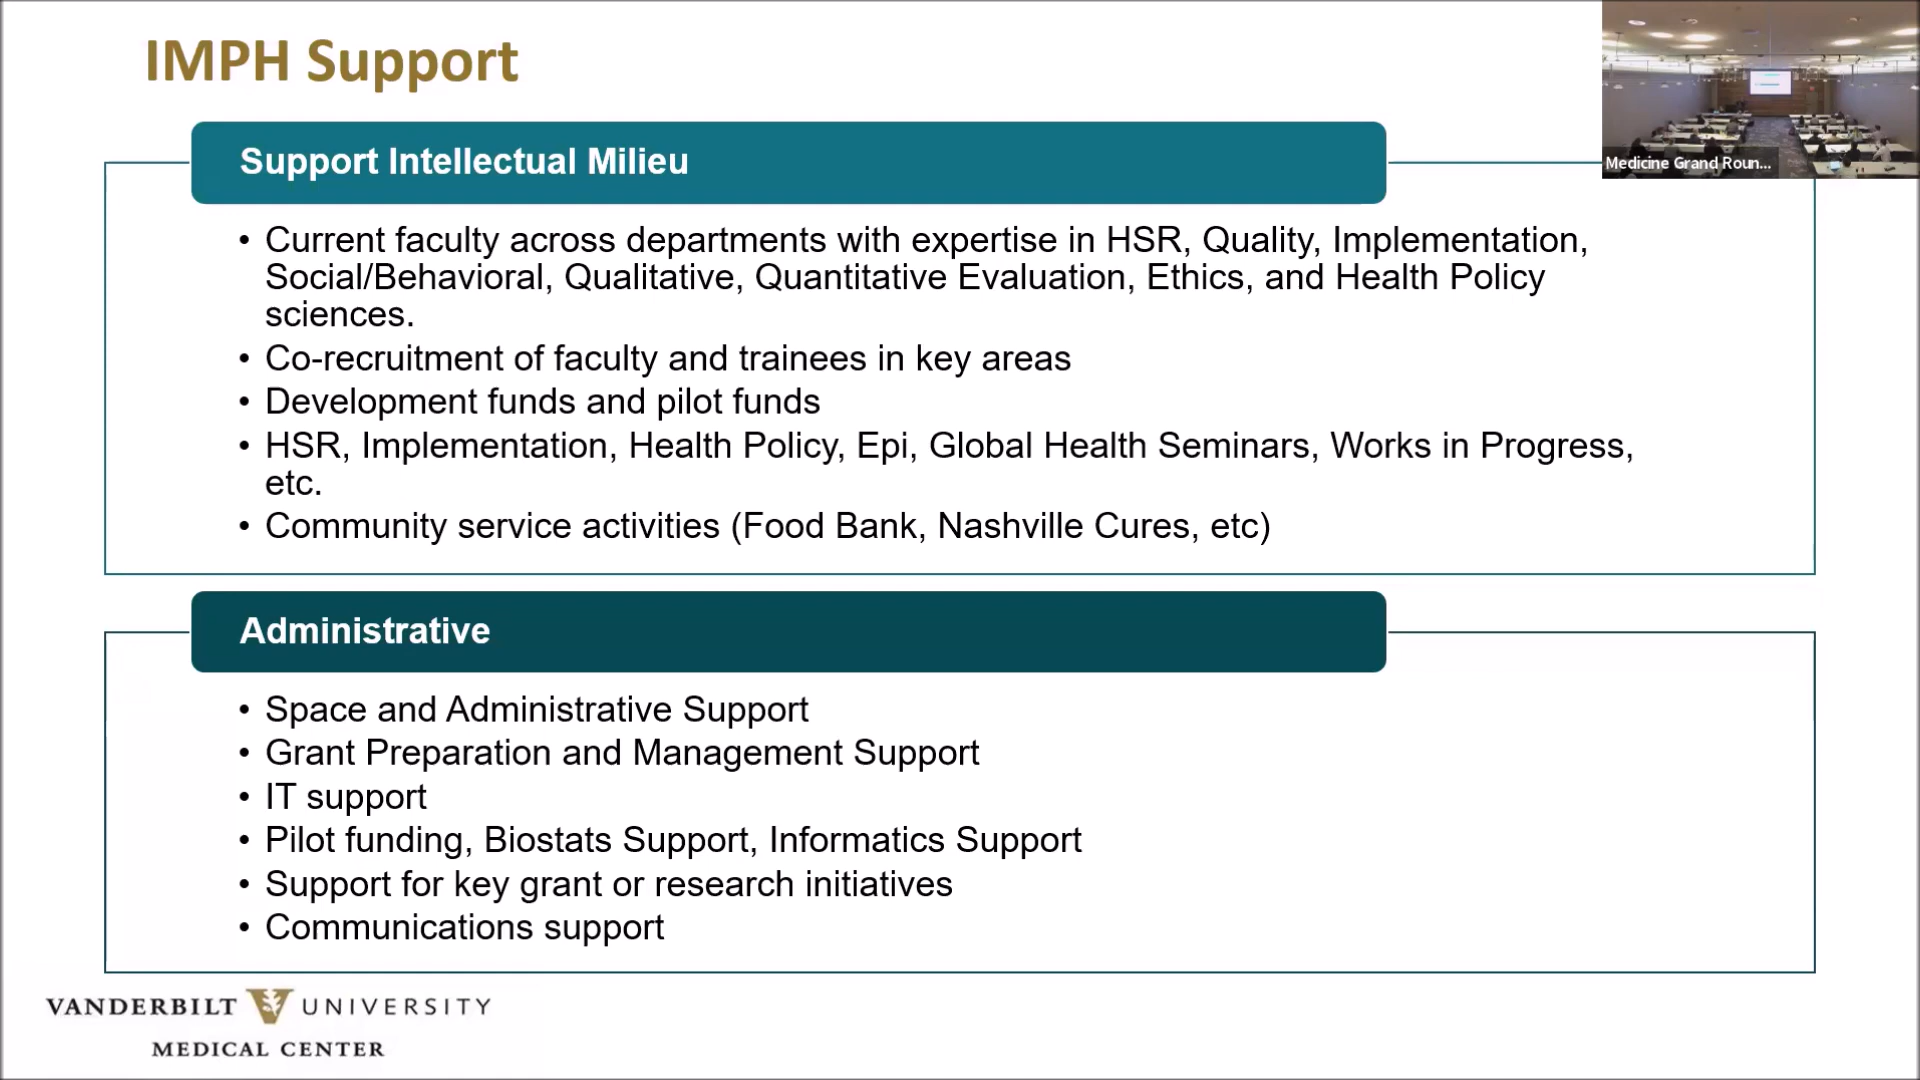 IMPH Support
Medicine Grand Roun...
Support Intellectual Milieu
• Current faculty across departments with expertise in HSR, Quality, Implementation,
Social/Behavioral, Qualitative, Quantitative Evaluation, Ethics, and Health Policy
sciences.
• Co-recruitment of faculty and trainees in key areas
• Development funds and pilot funds
• HSR, Implementation, Health Policy, Epi, Global Health Seminars, Works in Progress,
etc.
• Community service activities (Food Bank, Nashville Cures, etc)
Administrative
• Space and Administrative Support
• Grant Preparation and Management Support
• IT support
• Pilot funding, Biostats Support, Informatics Support
• Support for key grant or research initiatives
• Communications support
VANDERBILT V UNIVERSITY
MEDICAL CENTER